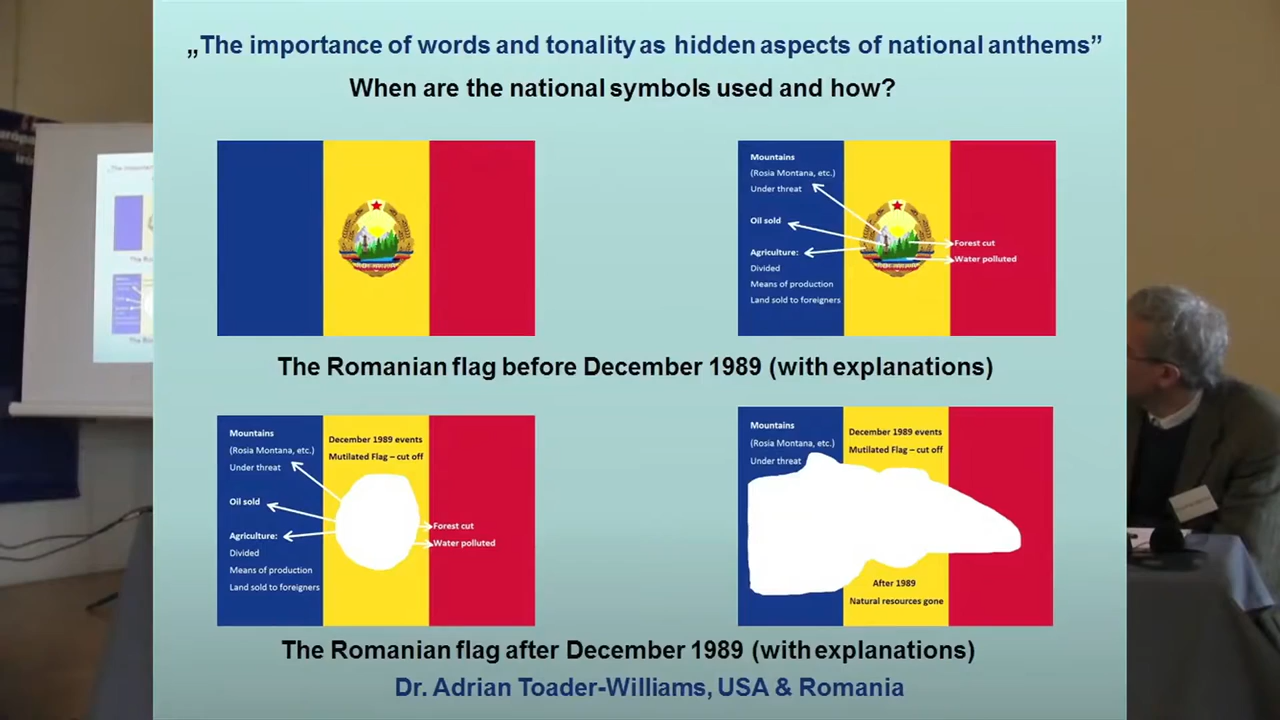 „The importance of words and tonality as hidden aspects of national anthems”
When are the national symbols used and how?
Mountains
(Rosia Montana, etc.)
Under threat
Oil sold
Agriculture:
Divided
Means of production
Land sold to foreigners
Forest cut
Water polluted
The Romanian flag before December 1989 (with explanations)
Mountains
(Rosia Montana, etc.)
Under threat
Oil sold
Agriculture:
Divided
Means of production
Land sold to foreigners
December 1989 events
Mutilated Flag – cut off
Forest cut
Water polluted
Mountains
(Rosia Montana, etc.)
Under threat
December 1989 events
Mutilated Flag – cut off
After 1989
Natural resources gone
The Romanian flag after December 1989 (with explanations)
Dr. Adrian Toader-Williams, USA & Romania